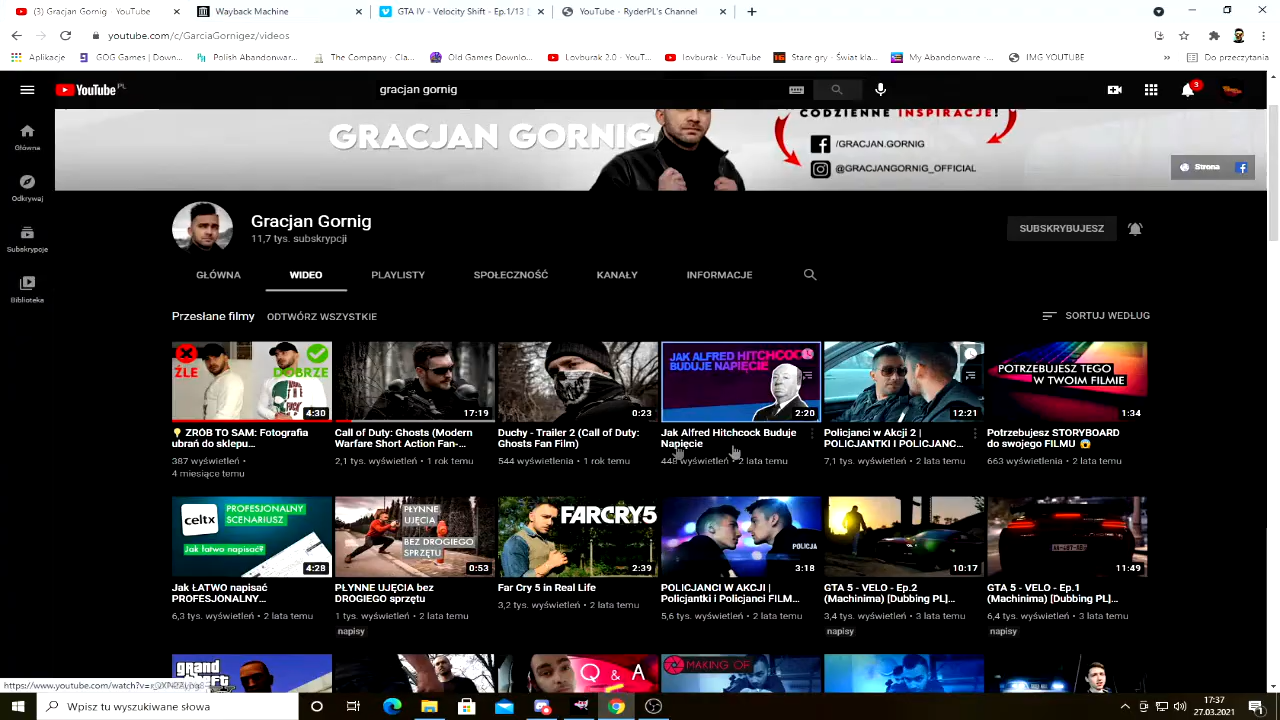 Gracjan Gornig - YouTube
Wayback Machine
GTA IV - Velocity Shift - Ep.1/13 [
YouTube - RyderPL's Channel
youtube.com/c/GarciaGornigez/videos
Aplikacje
GOG Games | Down...
Polish Abandonwar...
The Company - Cla...
Old Games Downlo...
Lovburak 2.0 - YouT...
Lovburak - YouTube
Stare gry - Świat kla...
My Abandonware -...
IMG YOUTUBE
»
Do przeczytania
YouTube PL
gracjan gornig
3
GRACJAN GORNIG
CODZIENNE INSPIRACJE!
/GRACJAN.GORNIG
@GRACJANGORNIG_OFFICIAL
Strona
Główna
Odkrywaj
Subskrypcje
Biblioteka
Gracjan Gornig
11,7 tys. subskrypcji
SUBSKRYBUJESZ
GŁÓWNA
WIDEO
PLAYLISTY
SPOŁECZNOŚĆ
KANAŁY
INFORMACJE
Przesłane filmy
ODTWÓRZ WSZYSTKIE
SORTUJ WEDŁUG
ŹLE
DOBRZE
4:30
17:19
0:23
JAK ALFRED HITCHCOCK
BUDUJE NAPIĘCIE
2:20
12:21
POTRZEBUJESZ TEGO
W TWOIM FILMIE
1:34
ZRÓB TO SAM: Fotografia
ubrań do sklepu...
387 wyświetleń •
4 miesiące temu
Call of Duty: Ghosts (Modern
Warfare Short Action Fan-...
2,1 tys. wyświetleń • 1 rok temu
Duchy - Trailer 2 (Call of Duty:
Ghosts Fan Film)
544 wyświetlenia • 1 rok temu
Jak Alfred Hitchcock Buduje
Napięcie
448 wyświetleń • 2 lata temu
Policjanci w Akcji 2 |
POLICJANTKI I POLICJANC...
7,1 tys. wyświetleń • 2 lata temu
Potrzebujesz STORYBOARD
do swojego FILMU
663 wyświetlenia • 2 lata temu
celtx
PROFESJONALNY
SCENARIUSZ
Jak łatwo napisać?
4:28
PŁYNNE
UJĘCIA
BEZ DROGIEGO
SPRZĘTU
0:53
FARCRY5
2:39
POLICJA
3:18
10:17
11:49
Jak ŁATWO napisać
PROFESJONALNY...
6,3 tys. wyświetleń • 2 lata temu
PŁYNNE UJĘCIA bez
DROGIEGO sprzętu
1 tys. wyświetleń • 2 lata temu
napisy
Far Cry 5 in Real Life
3,2 tys. wyświetleń • 2 lata temu
POLICJANCI W AKCJI |
Policjantki i Policjanci FILM...
5,6 tys. wyświetleń • 2 lata temu
GTA 5 - VELO - Ep.2
(Machinima) [Dubbing PL]...
3,4 tys. wyświetleń • 3 lata temu
napisy
GTA 5 - VELO - Ep.1
(Machinima) [Dubbing PL]...
6,4 tys. wyświetleń • 3 lata temu
napisy
grand
Q & A
MAKING OF
Wpisz tu wyszukiwane słowa
17:37
27.03.2021